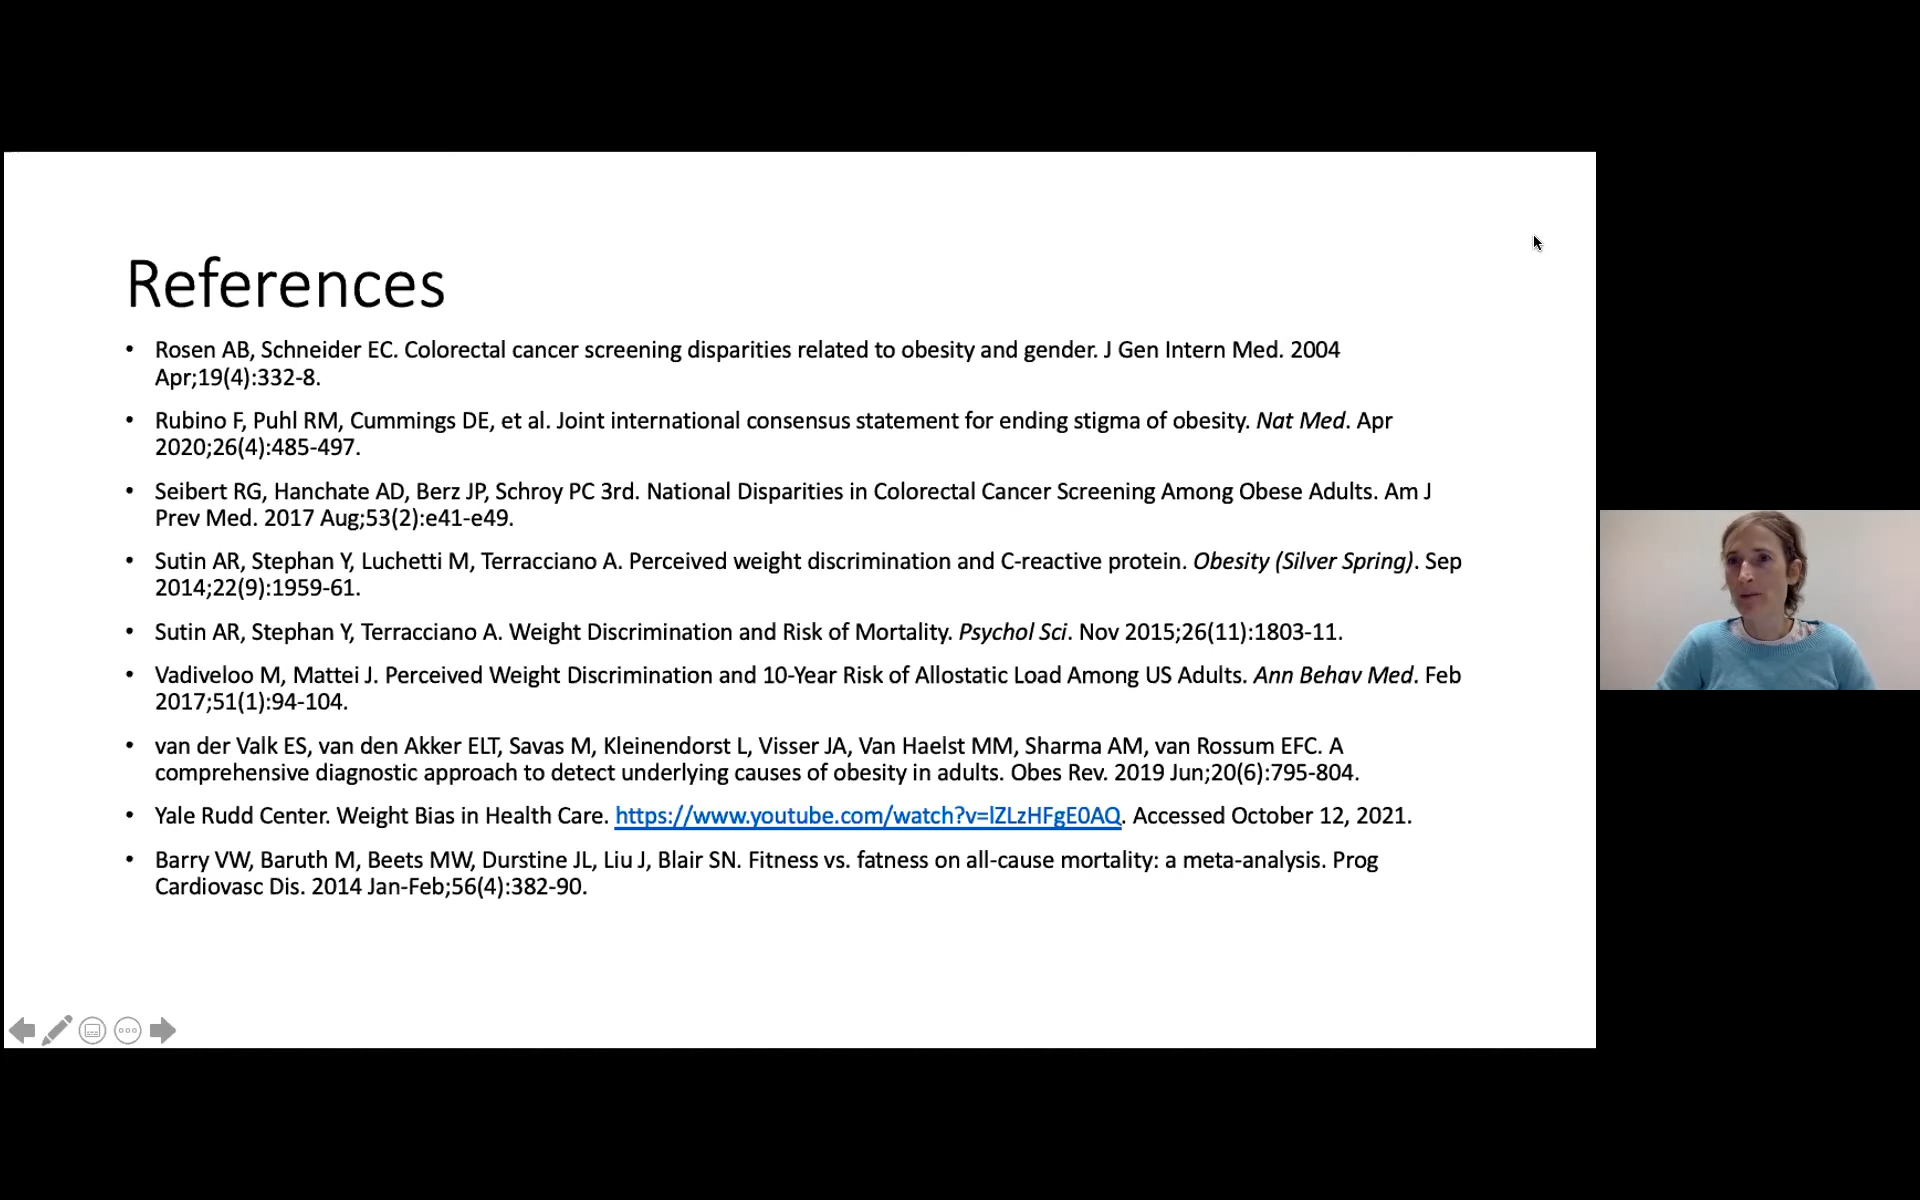 References
• Rosen AB, Schneider EC. Colorectal cancer screening disparities related to obesity and gender. J Gen Intern Med. 2004
Apr;19(4):332-8.
• Rubino F, Puhl RM, Cummings DE, et al. Joint international consensus statement for ending stigma of obesity. Nat Med. Apr
2020;26(4):485-497.
• Seibert RG, Hanchate AD, Berz JP, Schroy PC 3rd. National Disparities in Colorectal Cancer Screening Among Obese Adults. Am J
Prev Med. 2017 Aug;53(2):e41-e49.
• Sutin AR, Stephan Y, Luchetti M, Terracciano A. Perceived weight discrimination and C-reactive protein. Obesity (Silver Spring). Sep
2014;22(9):1959-61.
• Sutin AR, Stephan Y, Terracciano A. Weight Discrimination and Risk of Mortality. Psychol Sci. Nov 2015;26(11):1803-11.
• Vadiveloo M, Mattei J. Perceived Weight Discrimination and 10-Year Risk of Allostatic Load Among US Adults. Ann Behav Med. Feb
2017;51(1):94-104.
• van der Valk ES, van den Akker ELT, Savas M, Kleinendorst L, Visser JA, Van Haelst MM, Sharma AM, van Rossum EFC. A
comprehensive diagnostic approach to detect underlying causes of obesity in adults. Obes Rev. 2019 Jun;20(6):795-804.
• Yale Rudd Center. Weight Bias in Health Care. https://www.youtube.com/watch?v=lZLzHFgE0AQ. Accessed October 12, 2021.
• Barry VW, Baruth M, Beets MW, Durstine JL, Liu J, Blair SN. Fitness vs. fatness on all-cause mortality: a meta-analysis. Prog
Cardiovasc Dis. 2014 Jan-Feb;56(4):382-90.